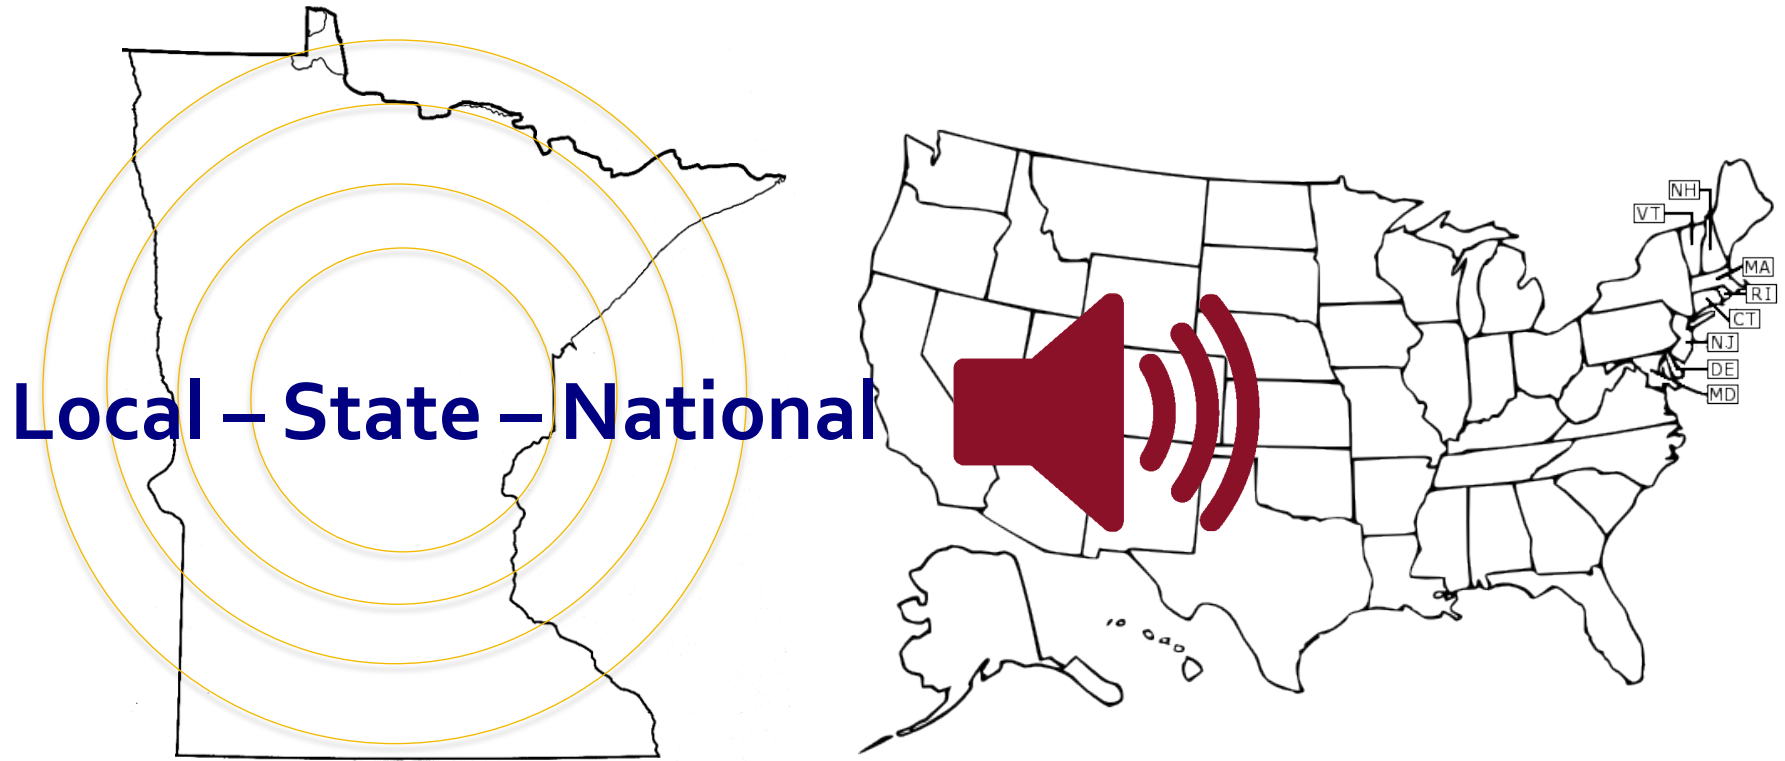 NH
VT
MA
RI
CT
NJ
DE
MD
Local – State – National